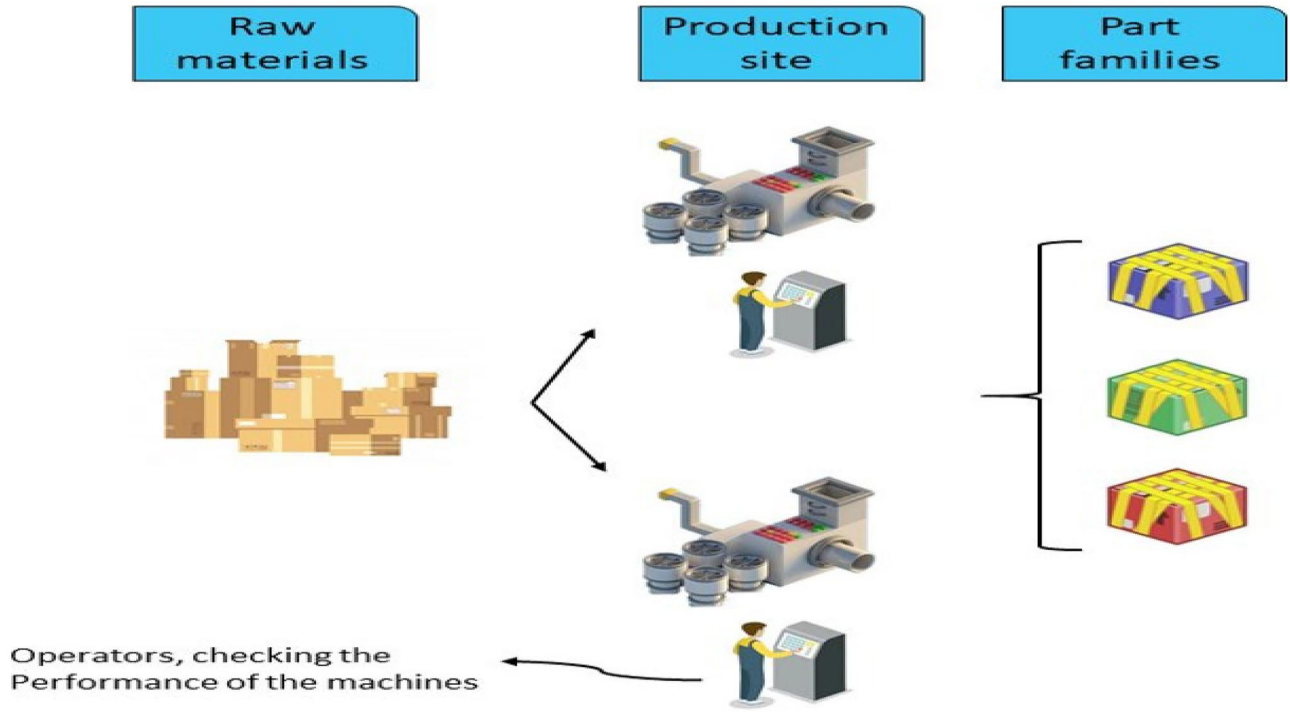 Raw
materials
Production
site
Part
families
Operators, checking the
Performance of the machines